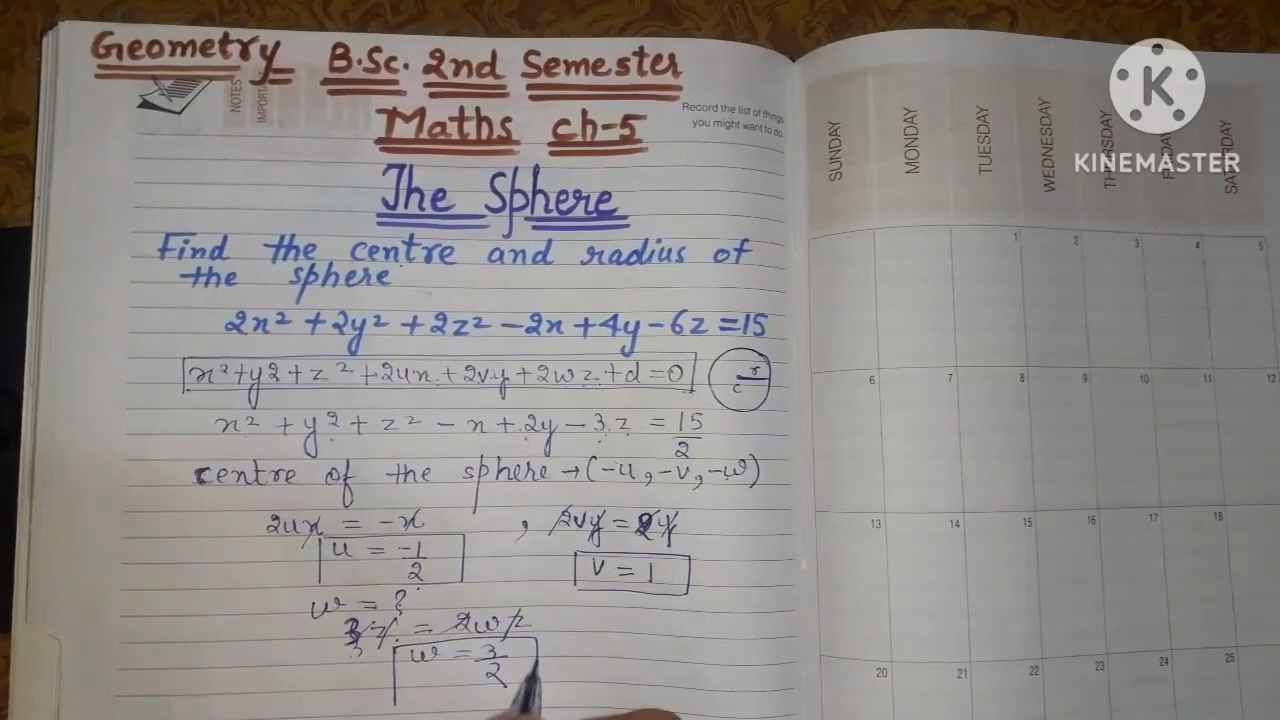 Geometry B.Sc. 2nd Semester
Maths ch-5
NOTES
IMPORTA
Record the list of things
you might want to do
The Sphere
Find the centre and radius of
the sphere
2x² + 2y² + 2z² - 2x + 4y - 6z = 15
x² + y² + z² + 2ux + 2vy + 2wz + d = 0
r
c
x² + y² + z² - x + 2y - 3z = 15/2
centre of the sphere → (-u, -v, -w)
2ux = -x , 2vy = 2y
u = -1/2
v = 1
w = ?
= 2wz
w = 3/2
K
KINEMASTER
SUNDAY MONDAY TUESDAY WEDNESDAY THURSDAY FRIDAY SAT
1 2 3 4 5
6 7 8 9 10 11 12
13 14 15 16 17 18
20 21 22 23 24 25